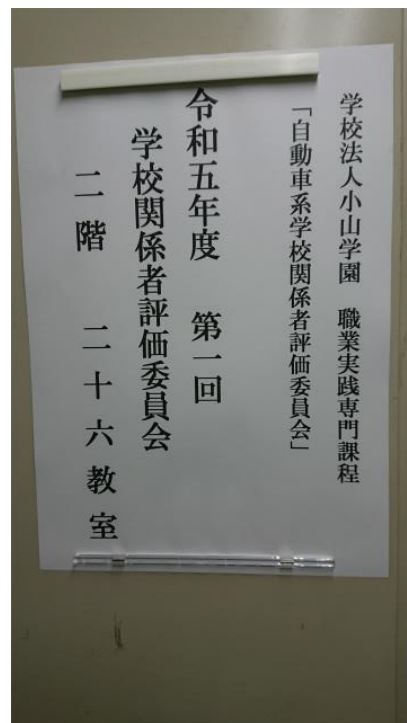 学校法人小山学園　職業実践専門課程
「自動車系学校関係者評価委員会」
令和五年度　第一回
学校関係者評価委員会
二階　二十六教室